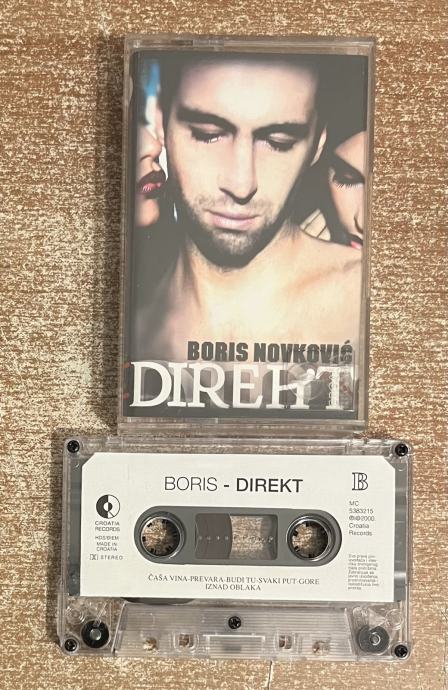 BORIS NOVKOVIĆ
DIREKT
BORIS - DIREKT
B
CROATIA
RECORDS
HDS/BIEM
MADE IN
CROATIA
STEREO
MC
5383215
℗©2000.
Croatia
Records
ČAŠA VINA-PREVARA-BUDI TU-SVAKI PUT-GORE
IZNAD OBLAKA